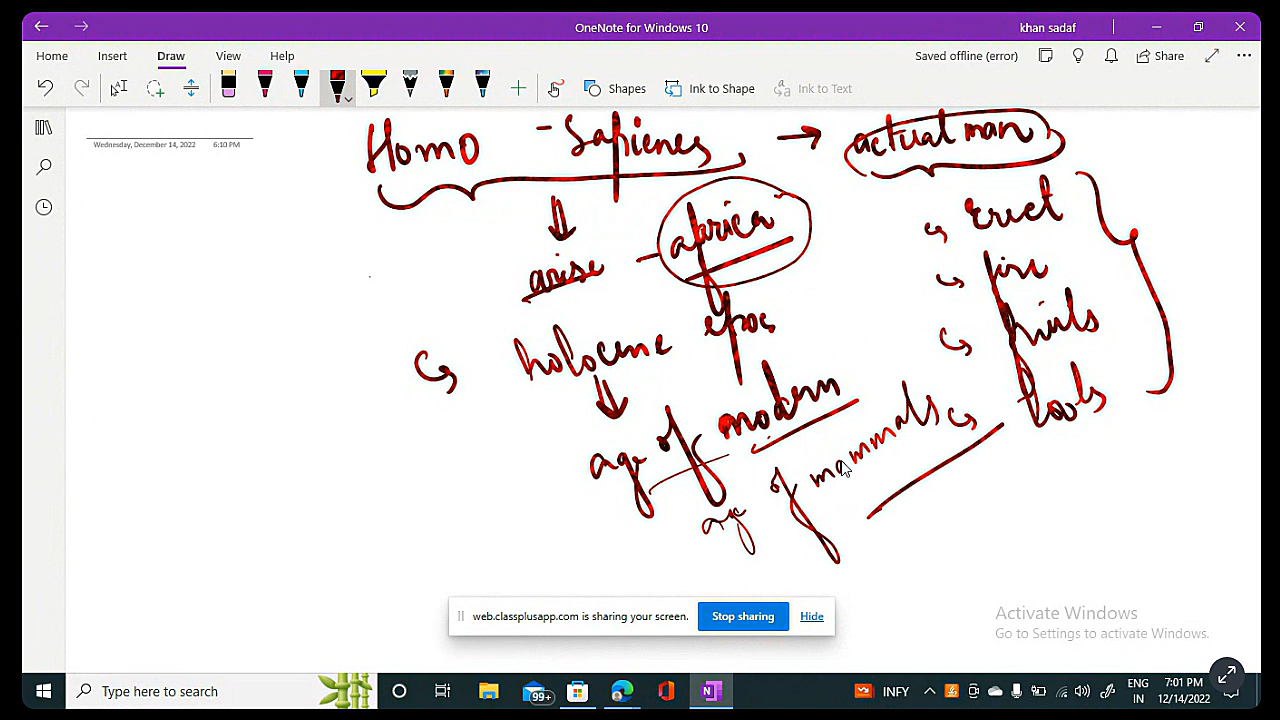 OneNote for Windows 10
khan sadaf
Home Insert Draw View Help
Saved offline (error)
Share
Shapes
Ink to Shape
Ink to Text
Wednesday, December 14, 2022 6:10 PM
Homo - Sapienes → actual man
arise - africa
erect
fire
fruits
tools
holocene epoc
age of modern
age of mammals
web.classplusapp.com is sharing your screen.
Stop sharing
Hide
Activate Windows
Go to Settings to activate Windows.
Type here to search
99+
INFY
ENG
IN
7:01 PM
12/14/2022